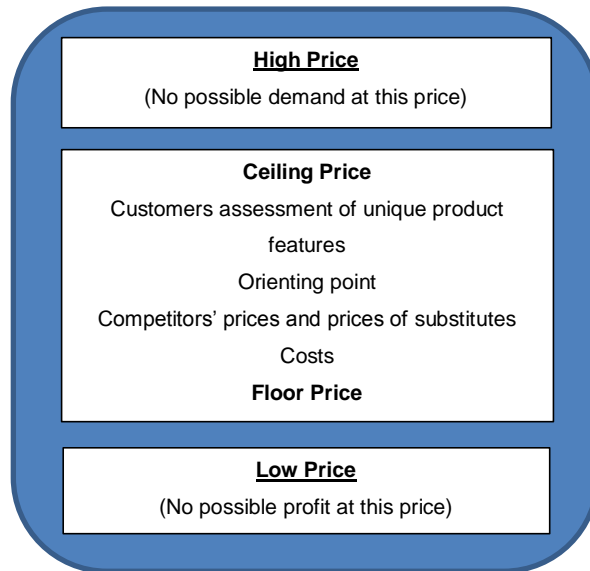 High Price
(No possible demand at this price)
Ceiling Price
Customers assessment of unique product
features
Orienting point
Competitors’ prices and prices of substitutes
Costs
Floor Price
Low Price
(No possible profit at this price)